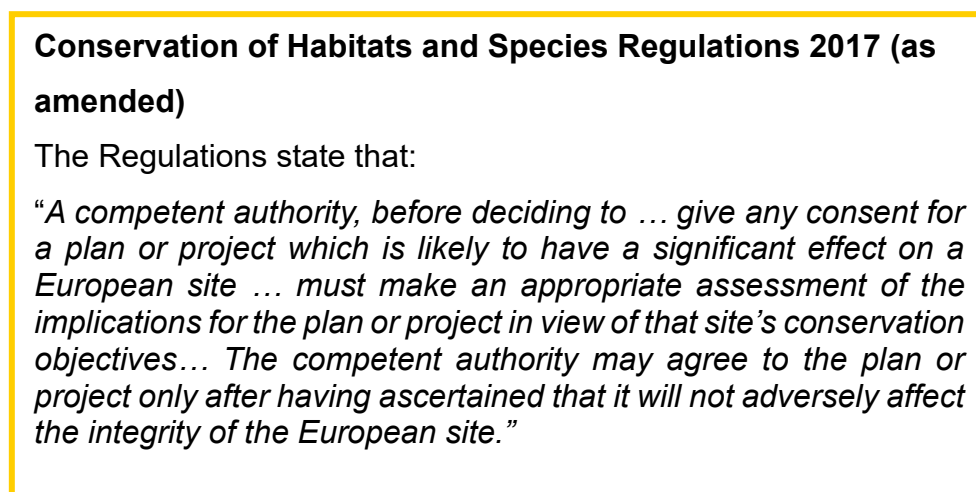 Conservation of Habitats and Species Regulations 2017 (as
amended)
The Regulations state that:
“A competent authority, before deciding to … give any consent for
a plan or project which is likely to have a significant effect on a
European site … must make an appropriate assessment of the
implications for the plan or project in view of that site’s conservation
objectives… The competent authority may agree to the plan or
project only after having ascertained that it will not adversely affect
the integrity of the European site.”